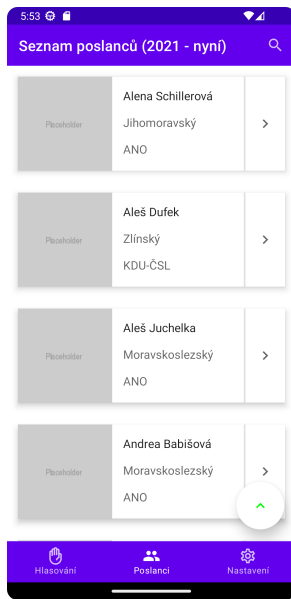 5:53
Seznam poslanců (2021 - nyní)
Placeholder
Alena Schillerová
Jihomoravský
ANO
Placeholder
Aleš Dufek
Zlínský
KDU-ČSL
Placeholder
Aleš Juchelka
Moravskoslezský
ANO
Placeholder
Andrea Babišová
Moravskoslezský
ANO
Hlasování
Poslanci
Nastavení